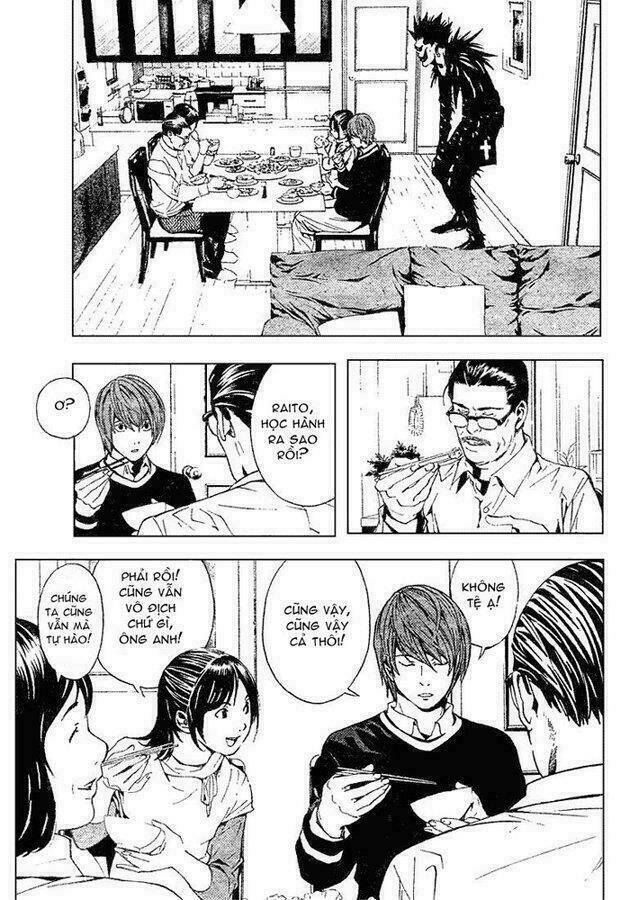 RAITO,
HỌC HÀNH
RA SAO
RỒI?
Ơ?
KHÔNG
TỆ Ạ!
CŨNG VẬY,
CŨNG VẬY
CẢ THÔI!
PHẢI RỒI!
CŨNG VẪN
VÔ ĐỊCH
CHỨ GÌ,
ÔNG ANH!
CHÚNG
TA CŨNG
VẪN MÀ
TỰ HÀO!